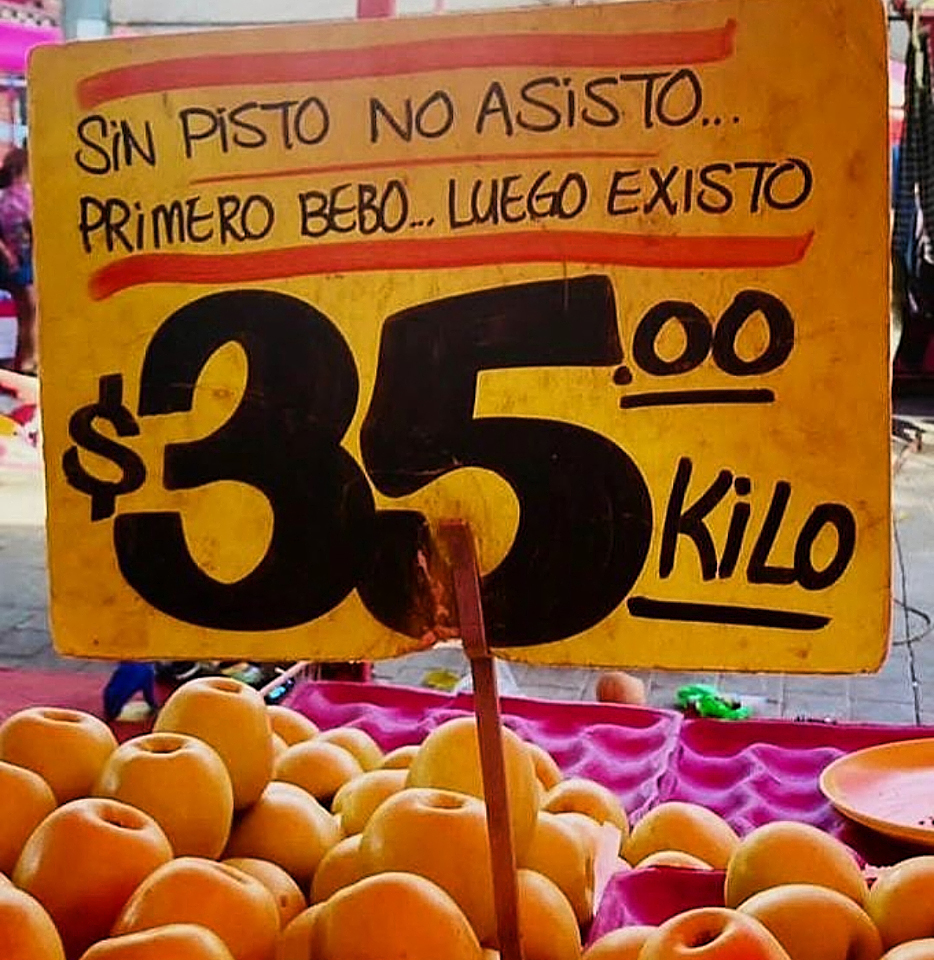 SiN PiSTO NO ASiSTO...
PRiMERO BEBO... LUEGO EXISTO
$35.00
KiLO